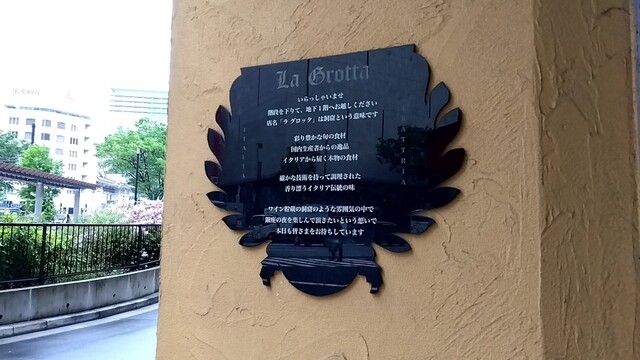 La Grotta
いらっしゃいませ
階段を下りて、地下1階へお越しください
店名「ラ グロッタ」は洞窟という意味です
彩り豊かな旬の食材
国内生産者からの逸品
イタリアから届く本物の食材
確かな技術を持って調理された
香り漂うイタリア伝統の味
ワイン貯蔵の洞窟のような雰囲気の中で
銀座の夜を楽しんで頂きたいという想いで
本日も皆さまをお待ちしています